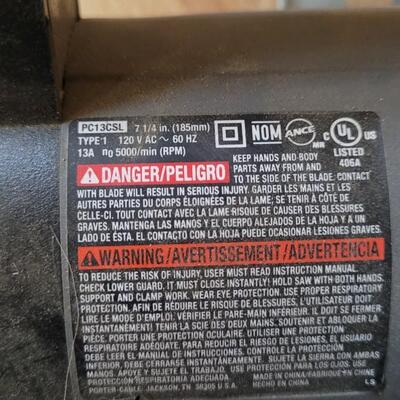 PC13CSL 7 1/4 in. (185mm)
TYPE:1 120 V AC ~ 60 HZ
13A n0 5000/min (RPM)
NOM ANCE MR C UL US
LISTED
406A
DANGER/PELIGRO KEEP HANDS AND BODY
PARTS AWAY FROM AND
TO THE SIDE OF THE BLADE: CONTACT
WITH BLADE WILL RESULT IN SERIOUS INJURY. GARDER LES MAINS ET LES
AUTRES PARTIES DU CORPS ÉLOIGNÉES DE LA LAME; SE TENIR À CÔTÉ DE
CELLE-CI. TOUT CONTACT AVEC LA LAME RISQUE DE CAUSER DES BLESSURES
GRAVES. MANTENGA LAS MANOS Y EL CUERPO ALEJADOS DE LA HOJA Y A UN
LADO DE ÉSTA. EL CONTACTO CON LA HOJA PUEDE OCASIONAR LESIONES GRAVES.
WARNING/AVERTISSEMENT/ADVERTENCIA
TO REDUCE THE RISK OF INJURY, USER MUST READ INSTRUCTION MANUAL.
CHECK LOWER GUARD. IT MUST CLOSE INSTANTLY! HOLD SAW WITH BOTH HANDS.
SUPPORT AND CLAMP WORK. WEAR EYE PROTECTION. USE PROPER RESPIRATORY
PROTECTION. AFIN DE RÉDUIRE LE RISQUE DE BLESSURES, L'UTILISATEUR DOIT
LIRE LE MODE D'EMPLOI. VÉRIFIER LE PARE-MAIN INFÉRIEUR. IL DOIT SE FERMER
INSTANTANÉMENT! TENIR LA SCIE DES DEUX MAINS. SOUTENIR ET ABLOQUER LA
PIÈCE. PORTER UNE PROTECTION OCULAIRE. UTILISER UNE PROTECTION
RESPIRATOIRE ADÉQUATE. PARA REDUCIR EL RIESGO DE LESIONES, EL USUARIO
DEBE LEER EL MANUAL DE INSTRUCCIONES. COMPRUEBE LA GUARDA
INFERIOR. DEBE CERRARSE INSTANTÁNEAMENTE! SUJETE LA SIERRA CON AMBAS
MANOS. APOYE Y SUJETE EL TRABAJO. USE PROTECCIÓN PARA LOS OJOS. USE
PROTECCIÓN RESPIRATORIA ADECUADA. MADE IN CHINA/FABRIQUÉ EN CHINE/
PORTER-CABLE, JACKSON, TN 38305 U.S.A. HECHO EN CHINA LS